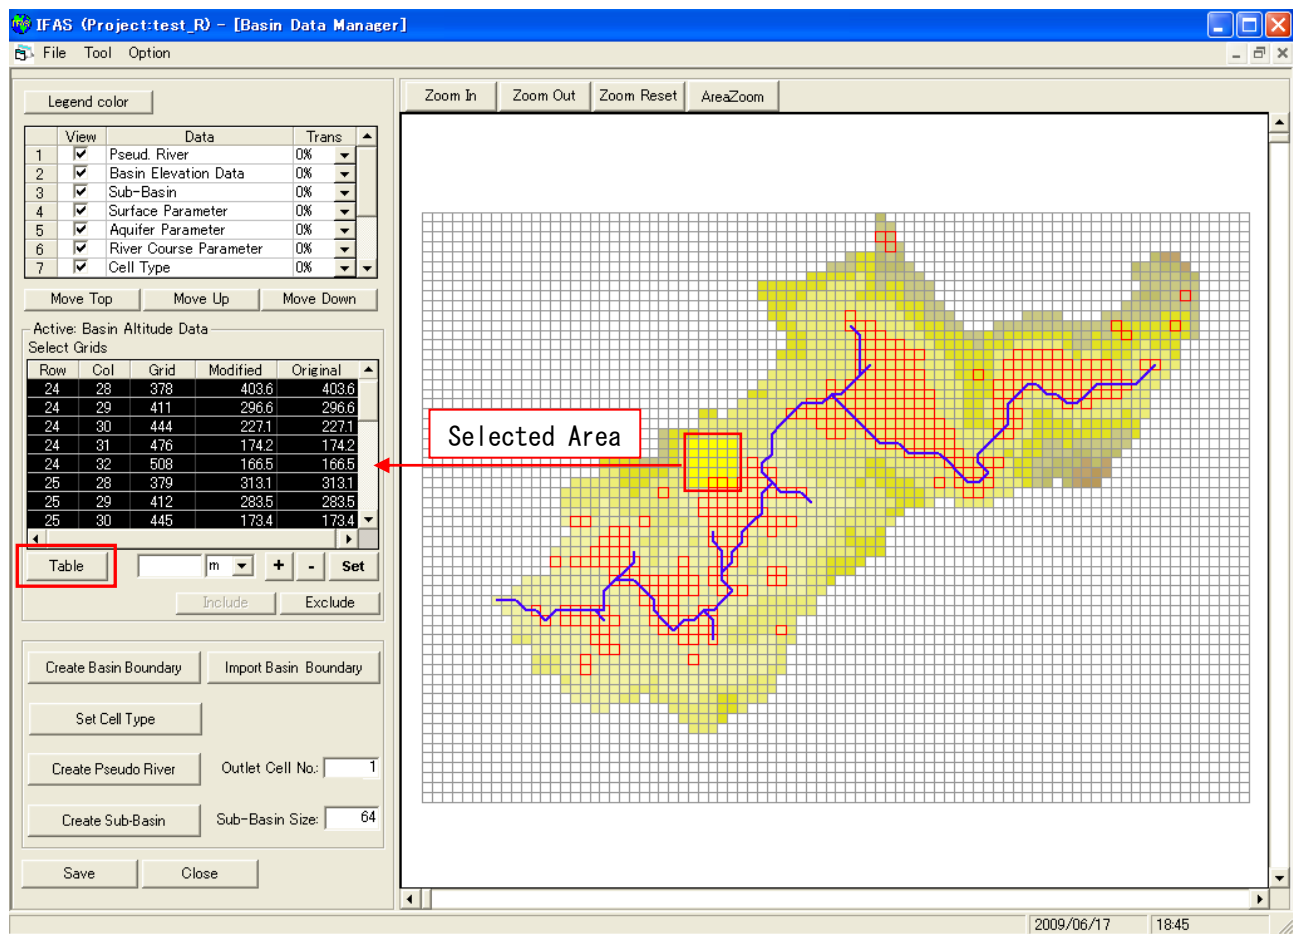 IFAS (Project:test_R) - [Basin Data Manager]
File Tool Option
Legend color
Zoom In Zoom Out Zoom Reset AreaZoom
View Data Trans
1 Pseud. River 0%
2 Basin Elevation Data 0%
3 Sub-Basin 0%
4 Surface Parameter 0%
5 Aquifer Parameter 0%
6 River Course Parameter 0%
7 Cell Type 0%
Move Top Move Up Move Down
Active: Basin Altitude Data
Select Grids
Row Col Grid Modified Original
24 28 378 403.6 403.6
24 29 411 296.6 296.6
24 30 444 227.1 227.1
24 31 476 174.2 174.2
24 32 508 166.5 166.5
25 28 379 313.1 313.1
25 29 412 283.5 283.5
25 30 445 173.4 173.4
Selected Area
Table m + - Set
Include Exclude
Create Basin Boundary Import Basin Boundary
Set Cell Type
Create Pseudo River Outlet Cell No.: 1
Create Sub-Basin Sub-Basin Size: 64
Save Close
2009/06/17 18:45